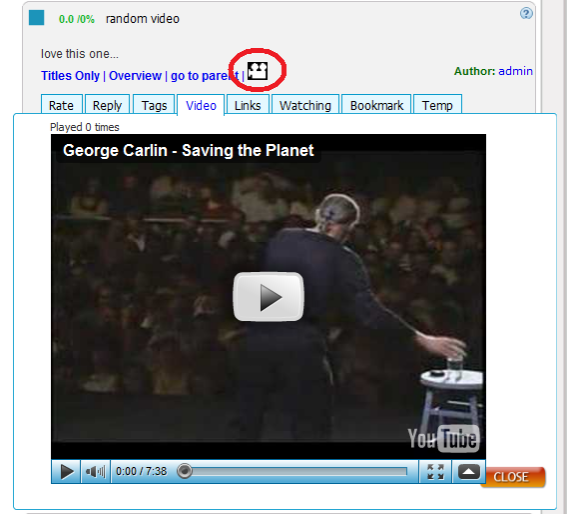 0.0 /0% random video
?
love this one...
Titles Only | Overview | go to parent |
Author: admin
Rate Reply Tags Video Links Watching Bookmark Temp
Played 0 times
George Carlin - Saving the Planet
YouTube
0:00 / 7:38
CLOSE